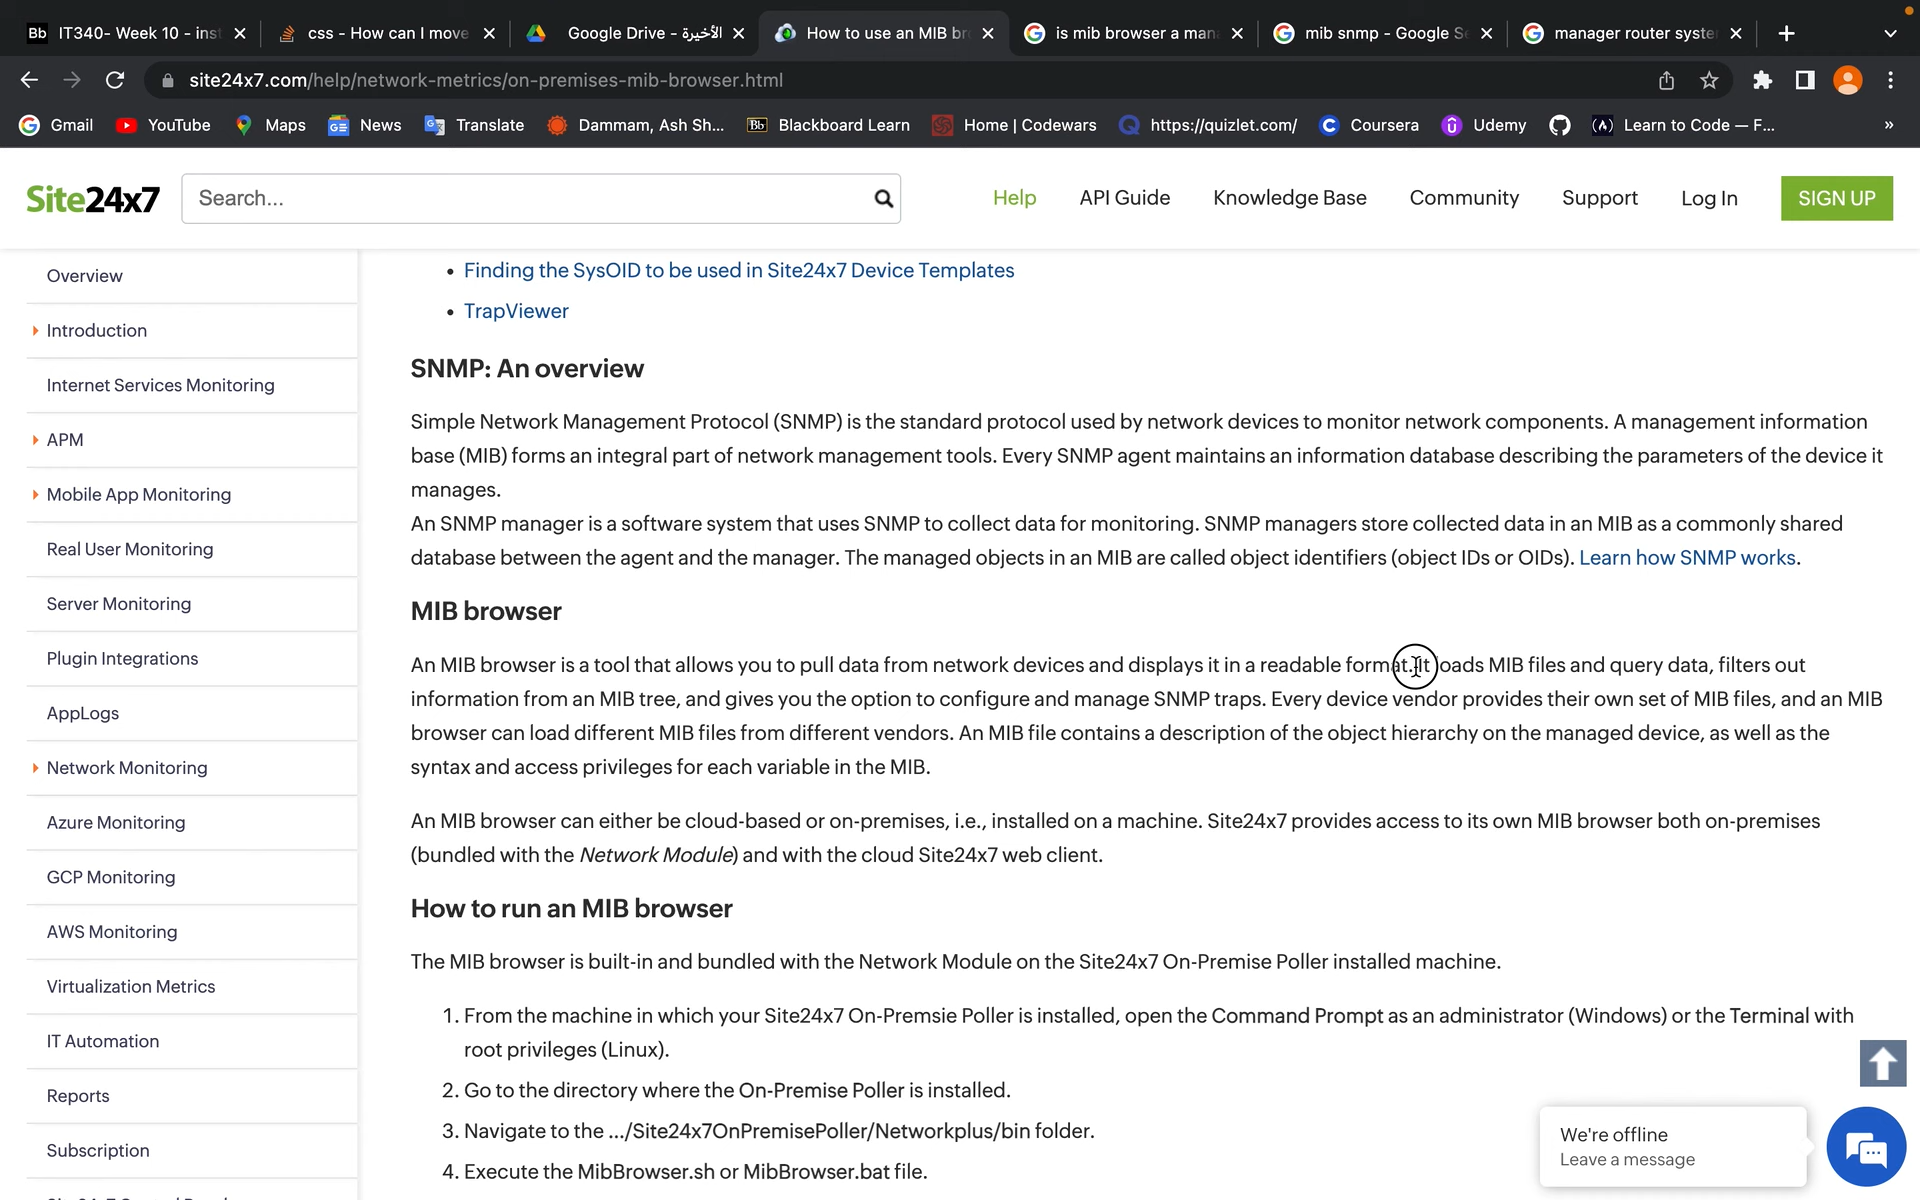 Bb IT340- Week 10 - ins
css - How can I move
Google Drive - الأخيرة
How to use an MIB br
is mib browser a man
mib snmp - Google Se
manager router syste
site24x7.com/help/network-metrics/on-premises-mib-browser.html
Gmail
YouTube
Maps
News
Translate
Dammam, Ash Sh...
Bb Blackboard Learn
Home | Codewars
https://quizlet.com/
Coursera
Udemy
Learn to Code — F...
»
Site24x7
Search...
Help
API Guide
Knowledge Base
Community
Support
Log In
SIGN UP
Overview
Introduction
Internet Services Monitoring
APM
Mobile App Monitoring
Real User Monitoring
Server Monitoring
Plugin Integrations
AppLogs
Network Monitoring
Azure Monitoring
GCP Monitoring
AWS Monitoring
Virtualization Metrics
IT Automation
Reports
Subscription
• Finding the SysOID to be used in Site24x7 Device Templates
• TrapViewer
SNMP: An overview
Simple Network Management Protocol (SNMP) is the standard protocol used by network devices to monitor network components. A management information
base (MIB) forms an integral part of network management tools. Every SNMP agent maintains an information database describing the parameters of the device it
manages.
An SNMP manager is a software system that uses SNMP to collect data for monitoring. SNMP managers store collected data in an MIB as a commonly shared
database between the agent and the manager. The managed objects in an MIB are called object identifiers (object IDs or OIDs). Learn how SNMP works.
MIB browser
An MIB browser is a tool that allows you to pull data from network devices and displays it in a readable format. It loads MIB files and query data, filters out
information from an MIB tree, and gives you the option to configure and manage SNMP traps. Every device vendor provides their own set of MIB files, and an MIB
browser can load different MIB files from different vendors. An MIB file contains a description of the object hierarchy on the managed device, as well as the
syntax and access privileges for each variable in the MIB.
An MIB browser can either be cloud-based or on-premises, i.e., installed on a machine. Site24x7 provides access to its own MIB browser both on-premises
(bundled with the Network Module) and with the cloud Site24x7 web client.
How to run an MIB browser
The MIB browser is built-in and bundled with the Network Module on the Site24x7 On-Premise Poller installed machine.
1. From the machine in which your Site24x7 On-Premsie Poller is installed, open the Command Prompt as an administrator (Windows) or the Terminal with
root privileges (Linux).
2. Go to the directory where the On-Premise Poller is installed.
3. Navigate to the .../Site24x7OnPremisePoller/Networkplus/bin folder.
4. Execute the MibBrowser.sh or MibBrowser.bat file.
We're offline
Leave a message